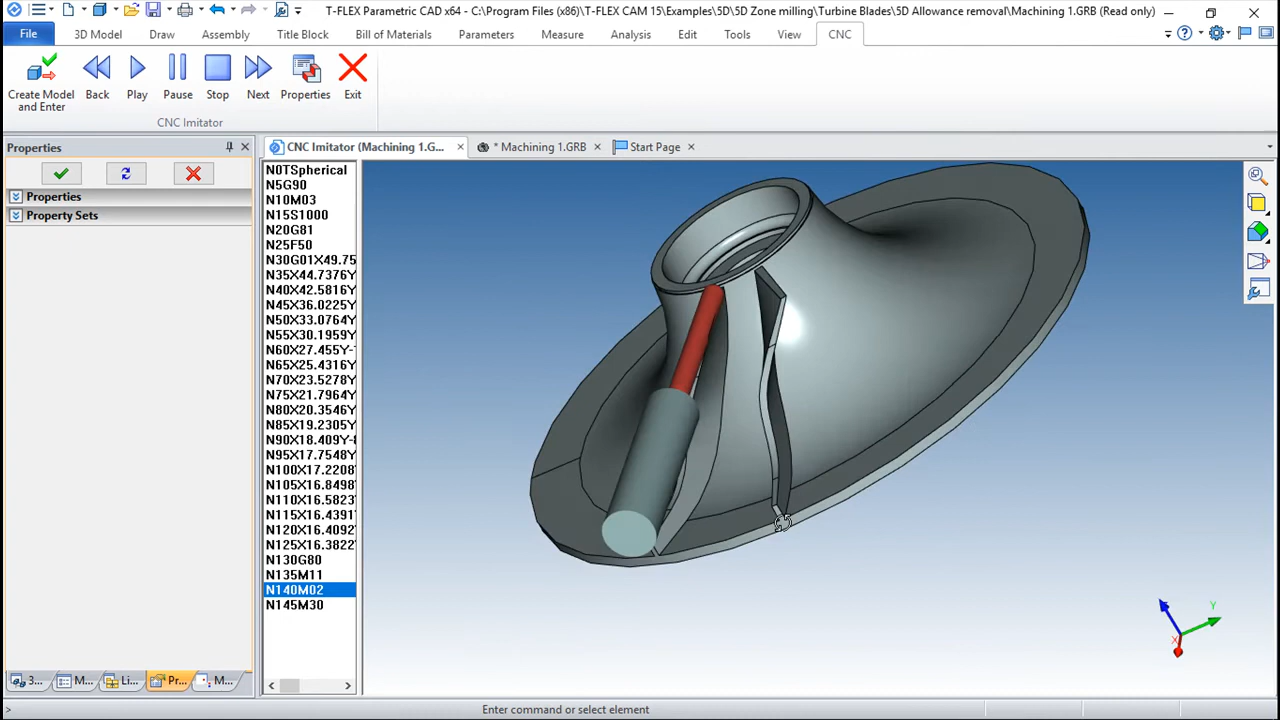 T-FLEX Parametric CAD x64 - C:\Program Files (x86)\T-FLEX CAM 15\Examples\5D\5D Zone milling\Turbine Blades\5D Allowance removal\Machining 1.GRB (Read only)
File 3D Model Draw Assembly Title Block Bill of Materials Parameters Measure Analysis Edit Tools View CNC
Create Model and Enter Back Play Pause Stop Next Properties Exit
CNC Imitator
Properties
CNC Imitator (Machining 1.G... * Machining 1.GRB Start Page
Properties
Property Sets
N0TSpherical
N5G90
N10M03
N15S1000
N20G81
N25F50
N30G01X49.75
N35X44.7376Y
N40X42.5816Y
N45X36.0225Y
N50X33.0764Y
N55X30.1959Y
N60X27.455Y-
N65X25.4316Y
N70X23.5278Y
N75X21.7964Y
N80X20.3546Y
N85X19.2305Y
N90X18.409Y-
N95X17.7548Y
N100X17.2208
N105X16.8498
N110X16.5823
N115X16.4391
N120X16.4092
N125X16.3822
N130G80
N135M11
N140M02
N145M30
Y
X
3... M... Li... Pr... M...
> Enter command or select element